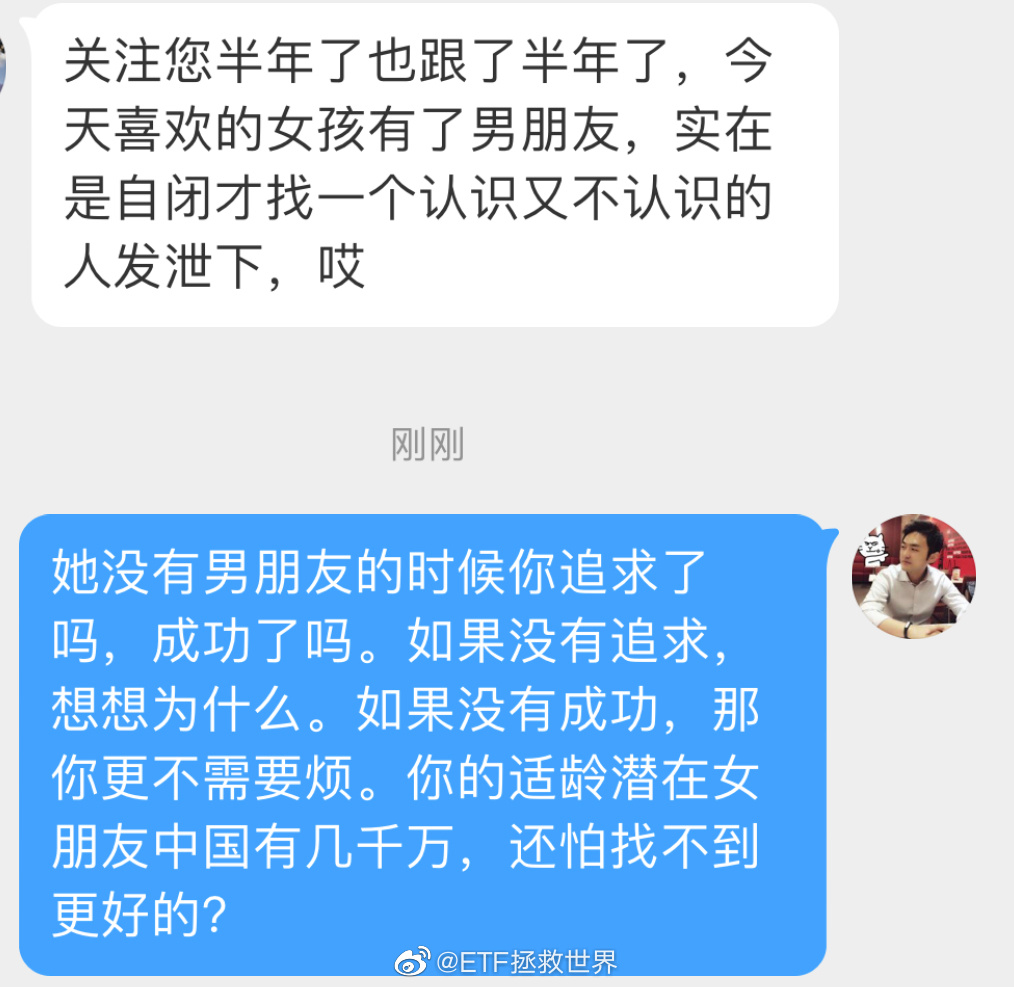 关注您半年了也跟了半年了，今
天喜欢的女孩有了男朋友，实在
是自闭才找一个认识又不认识的
人发泄下，哎
刚刚
她没有男朋友的时候你追求了
吗，成功了吗。如果没有追求，
想想为什么。如果没有成功，那
你更不需要烦。你的适龄潜在女
朋友中国有几千万，还怕找不到
更好的?
@ETF拯救世界